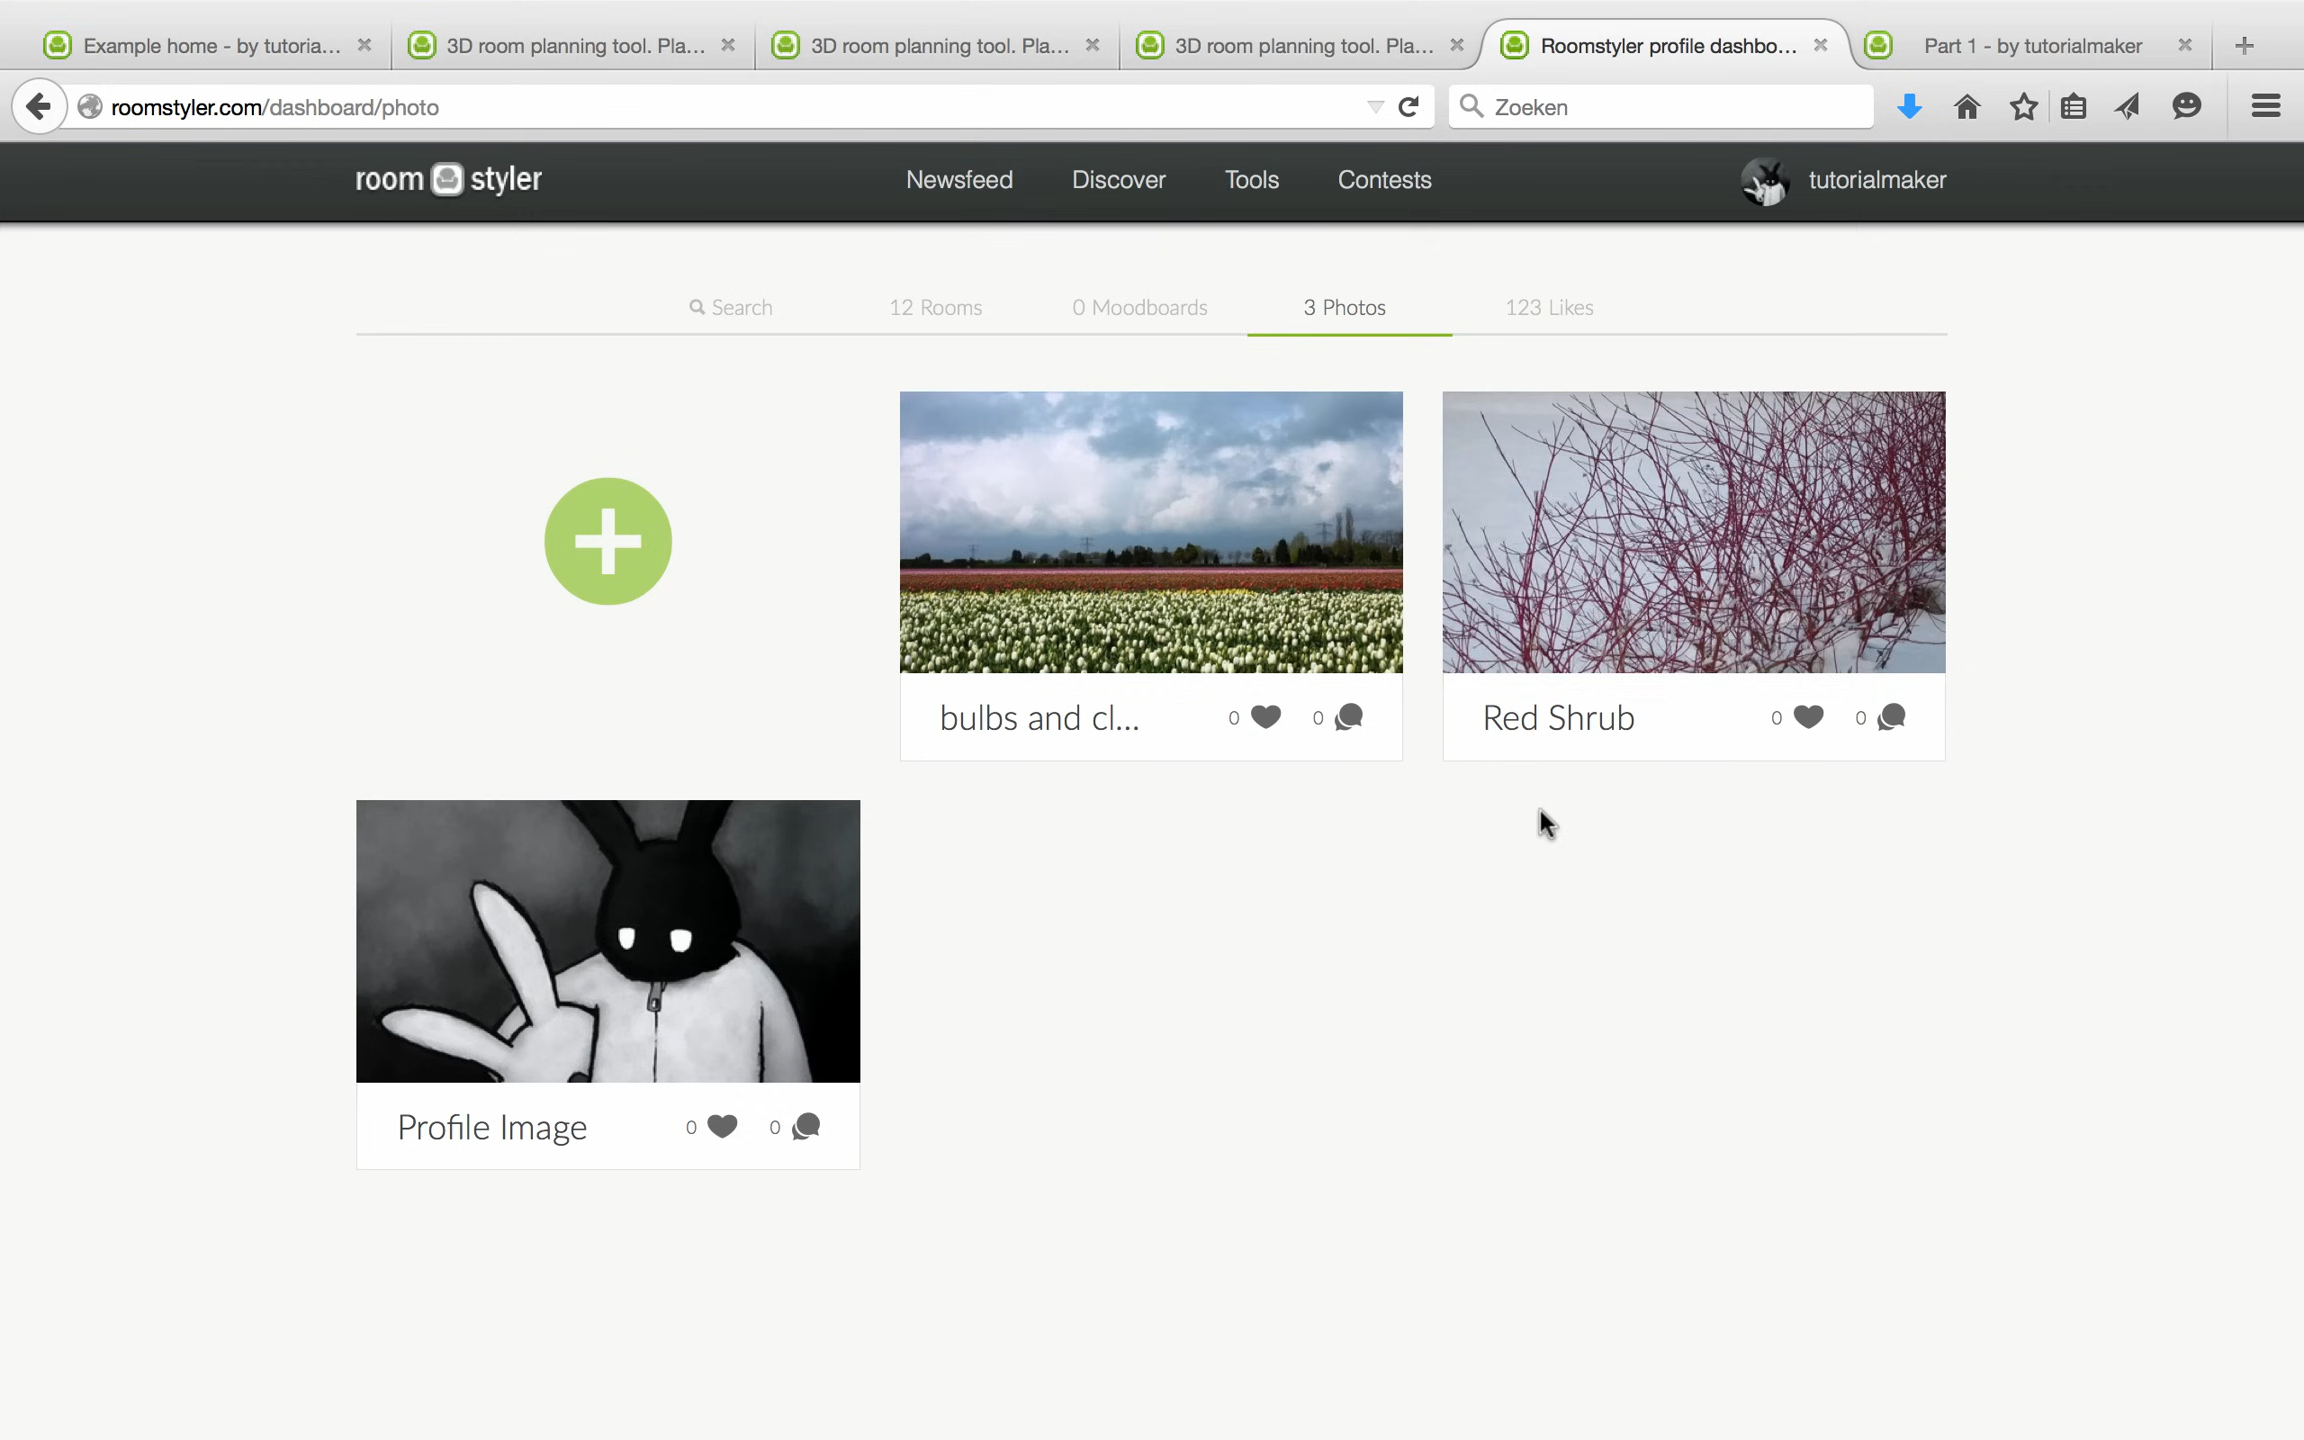 Example home - by tutoria...
3D room planning tool. Pla...
3D room planning tool. Pla...
3D room planning tool. Pla...
Roomstyler profile dashbo...
Part 1 - by tutorialmaker
roomstyler.com/dashboard/photo
Zoeken
room styler
Newsfeed
Discover
Tools
Contests
tutorialmaker
Search
12 Rooms
0 Moodboards
3 Photos
123 Likes
bulbs and cl...
0
0
Red Shrub
0
0
Profile Image
0
0